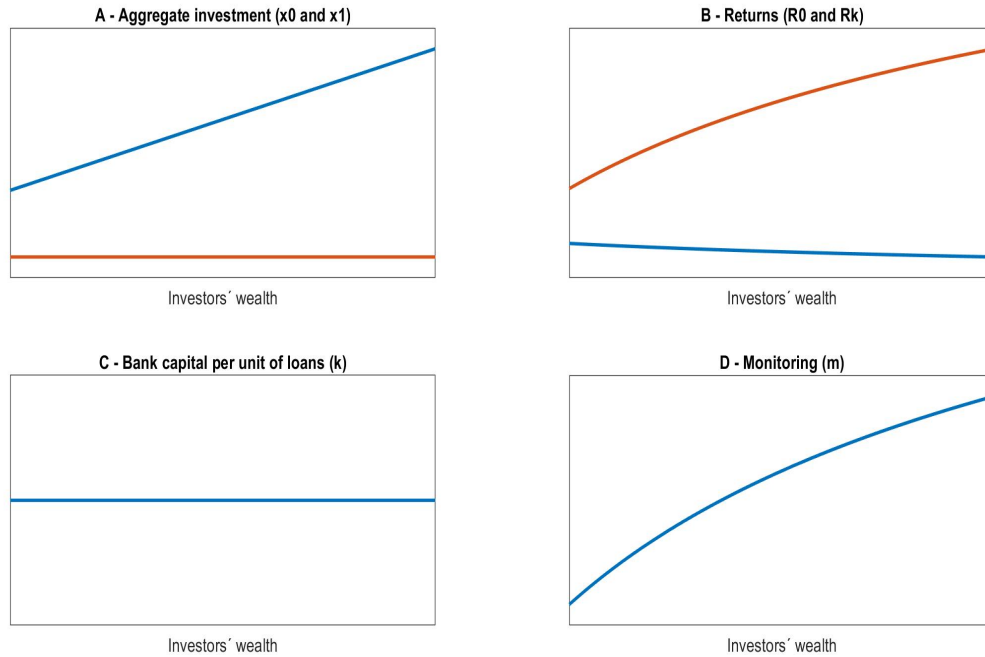 A - Aggregate investment (x0 and x1)
Investors´ wealth
B - Returns (R0 and Rk)
Investors´ wealth
C - Bank capital per unit of loans (k)
Investors´ wealth
D - Monitoring (m)
Investors´ wealth